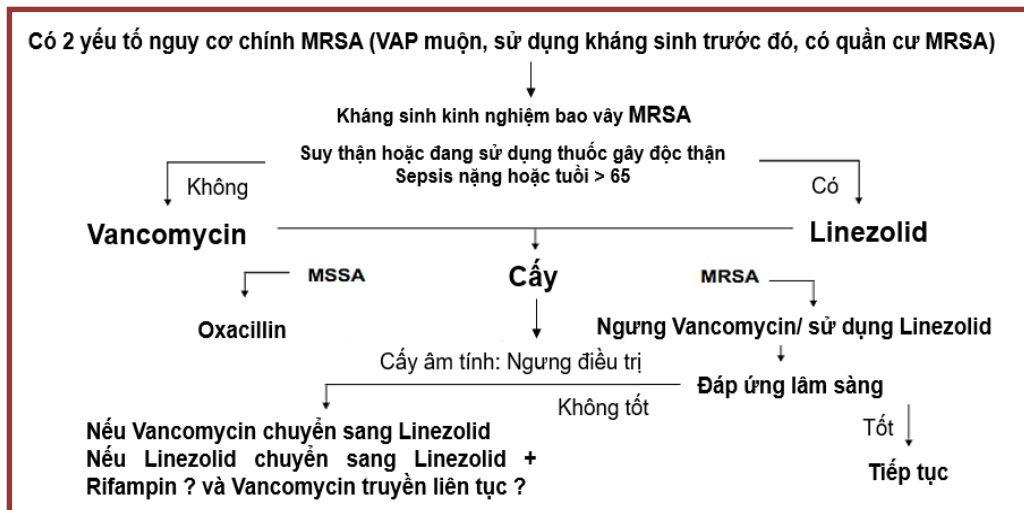 Có 2 yếu tố nguy cơ chính MRSA (VAP muộn, sử dụng kháng sinh trước đó, có quần cư MRSA)
Kháng sinh kinh nghiệm bao vây MRSA
Suy thận hoặc đang sử dụng thuốc gây độc thận
Sepsis nặng hoặc tuổi > 65
Không
Có
Vancomycin
Linezolid
MSSA
Cấy
MRSA
Oxacillin
Ngưng Vancomycin/ sử dụng Linezolid
Cấy âm tính: Ngưng điều trị
Đáp ứng lâm sàng
Không tốt
Tốt
Nếu Vancomycin chuyển sang Linezolid
Nếu Linezolid chuyển sang Linezolid +
Rifampin ? và Vancomycin truyền liên tục ?
Tiếp tục